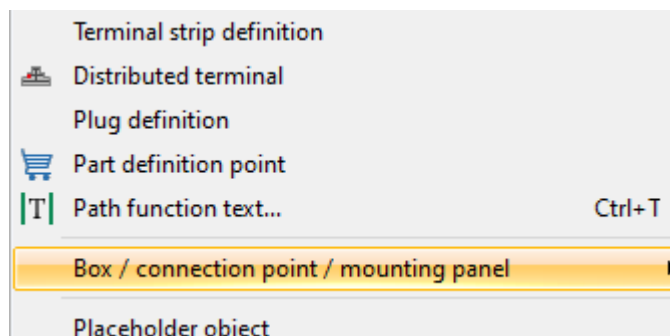 Terminal strip definition
Distributed terminal
Plug definition
Part definition point
T Path function text... Ctrl+T
Box / connection point / mounting panel
Placeholder object